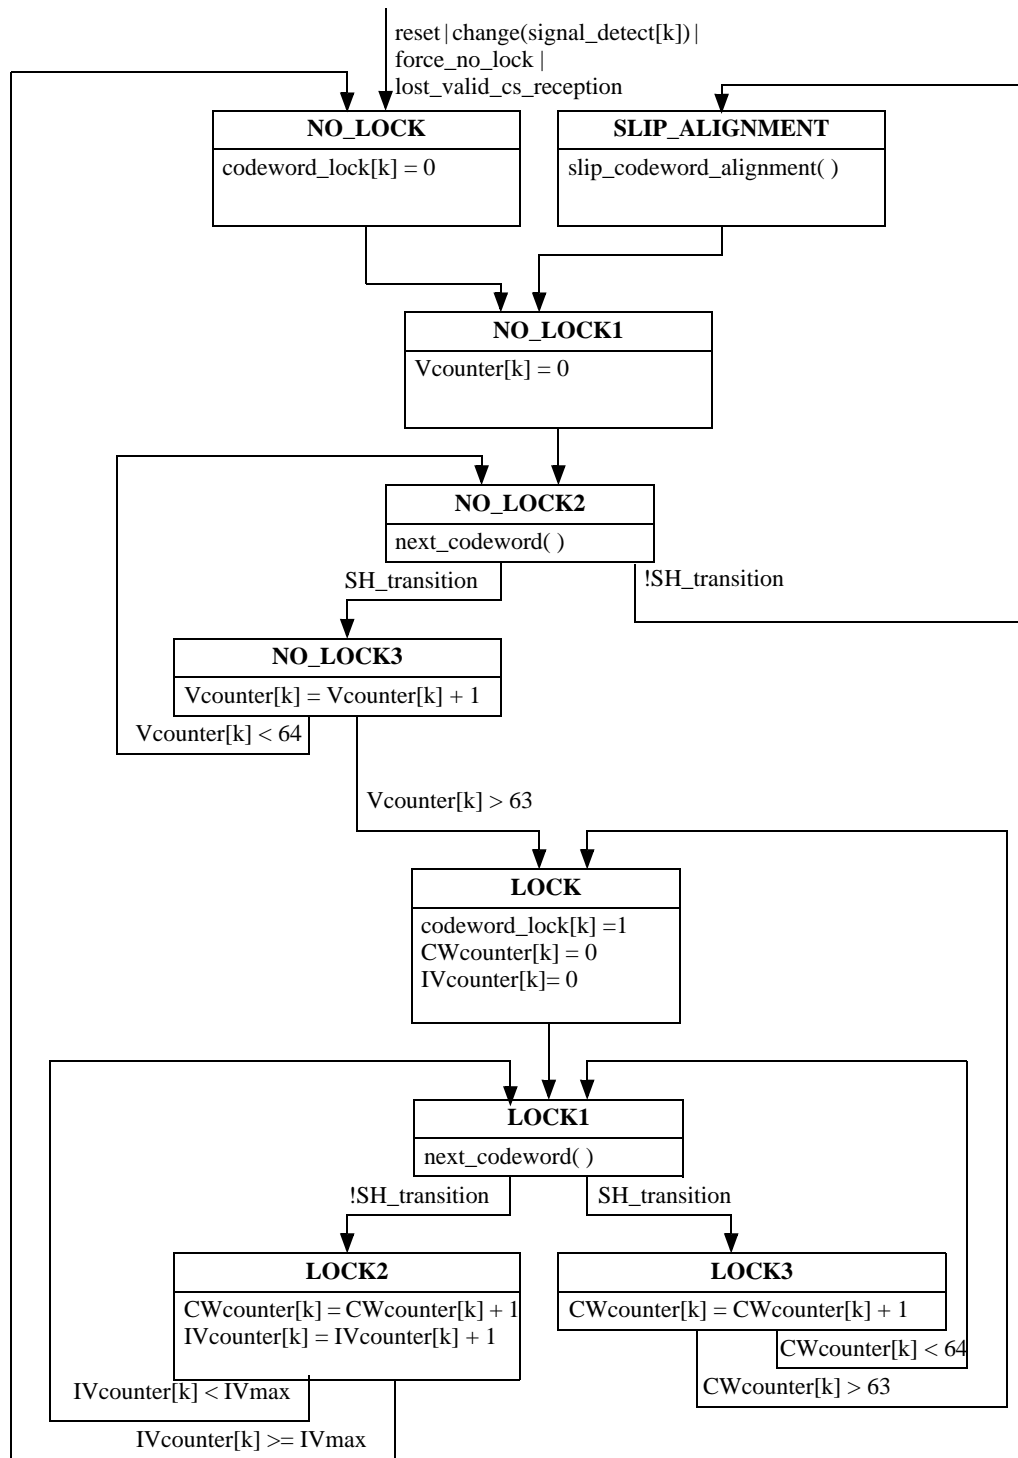 reset | change(signal_detect[k]) |
force_no_lock |
lost_valid_cs_reception
NO_LOCK
codeword_lock[k] = 0
SLIP_ALIGNMENT
slip_codeword_alignment( )
NO_LOCK1
Vcounter[k] = 0
NO_LOCK2
next_codeword( )
SH_transition
!SH_transition
NO_LOCK3
Vcounter[k] = Vcounter[k] + 1
Vcounter[k] < 64
Vcounter[k] > 63
LOCK
codeword_lock[k] =1
CWcounter[k] = 0
IVcounter[k]= 0
LOCK1
next_codeword( )
!SH_transition
SH_transition
LOCK2
CWcounter[k] = CWcounter[k] + 1
IVcounter[k] = IVcounter[k] + 1
LOCK3
CWcounter[k] = CWcounter[k] + 1
CWcounter[k] < 64
CWcounter[k] > 63
IVcounter[k] < IVmax
IVcounter[k] >= IVmax